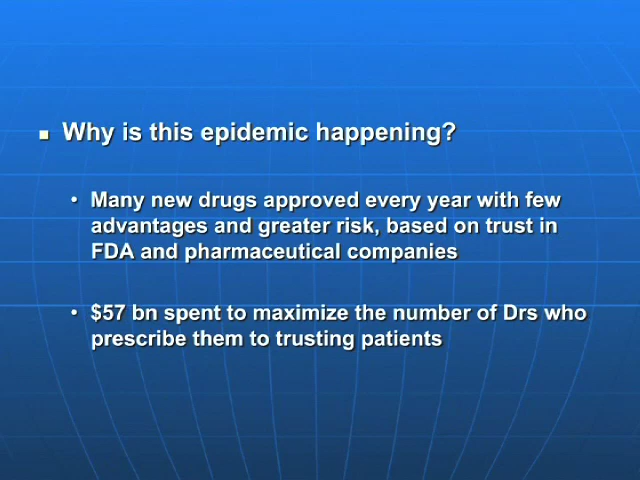 Why is this epidemic happening?
Many new drugs approved every year with few
advantages and greater risk, based on trust in
FDA and pharmaceutical companies
$57 bn spent to maximize the number of Drs who
prescribe them to trusting patients